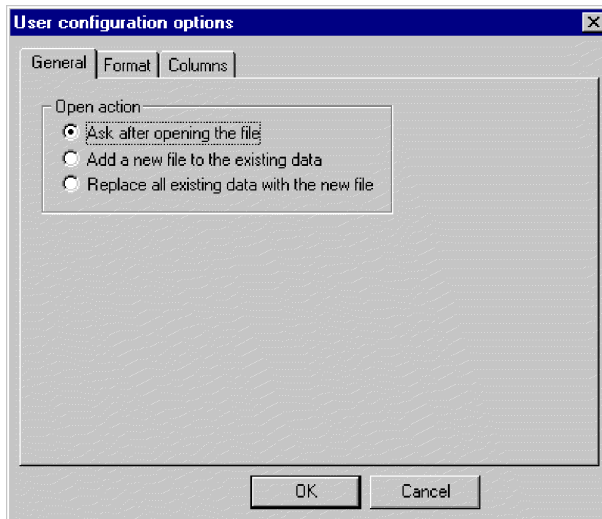 User configuration options
General Format Columns
Open action
Ask after opening the file
Add a new file to the existing data
Replace all existing data with the new file
OK Cancel